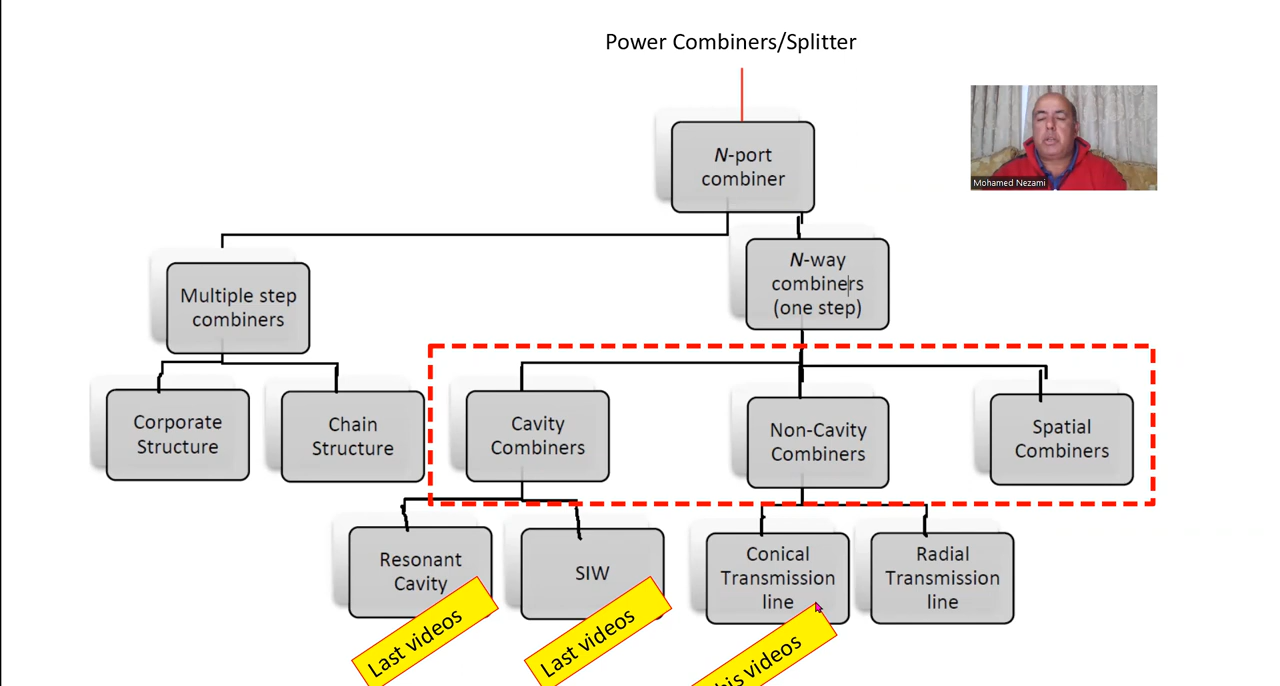 Power Combiners/Splitter
N-port
combiner
Mohamed Nezami
N-way
combiners
(one step)
Multiple step
combiners
Corporate
Structure
Chain
Structure
Cavity
Combiners
Non-Cavity
Combiners
Spatial
Combiners
Resonant
Cavity
SIW
Conical
Transmission
line
Radial
Transmission
line
Last videos
Last videos
videos